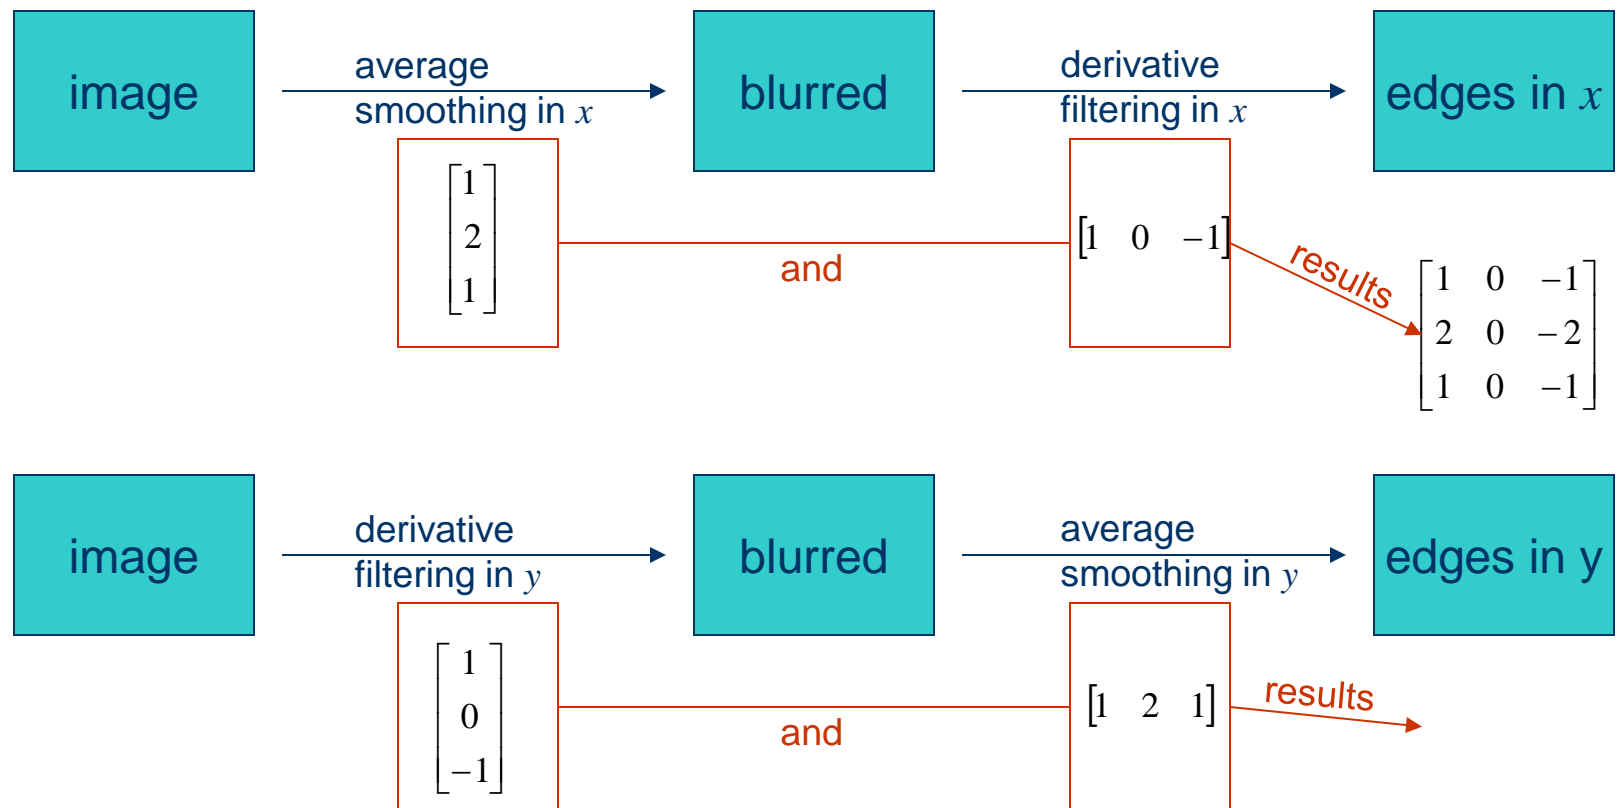 image
average
smoothing in x
blurred
derivative
filtering in x
edges in x
1
2
1
and
[1 0 −1]
results
1 0 −1
2 0 −2
1 0 −1
image
derivative
filtering in y
blurred
average
smoothing in y
edges in y
1
0
−1
and
[1 2 1]
results